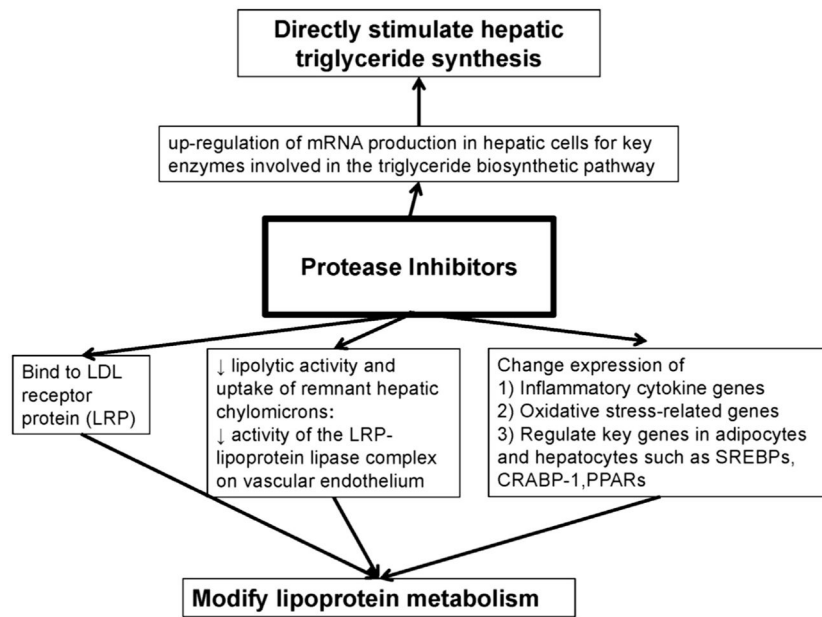 Directly stimulate hepatic
triglyceride synthesis
up-regulation of mRNA production in hepatic cells for key
enzymes involved in the triglyceride biosynthetic pathway
Protease Inhibitors
Bind to LDL
receptor
protein (LRP)
↓ lipolytic activity and
uptake of remnant hepatic
chylomicrons:
↓ activity of the LRP-
lipoprotein lipase complex
on vascular endothelium
Change expression of
1) Inflammatory cytokine genes
2) Oxidative stress-related genes
3) Regulate key genes in adipocytes
and hepatocytes such as SREBPs,
CRABP-1,PPARs
Modify lipoprotein metabolism